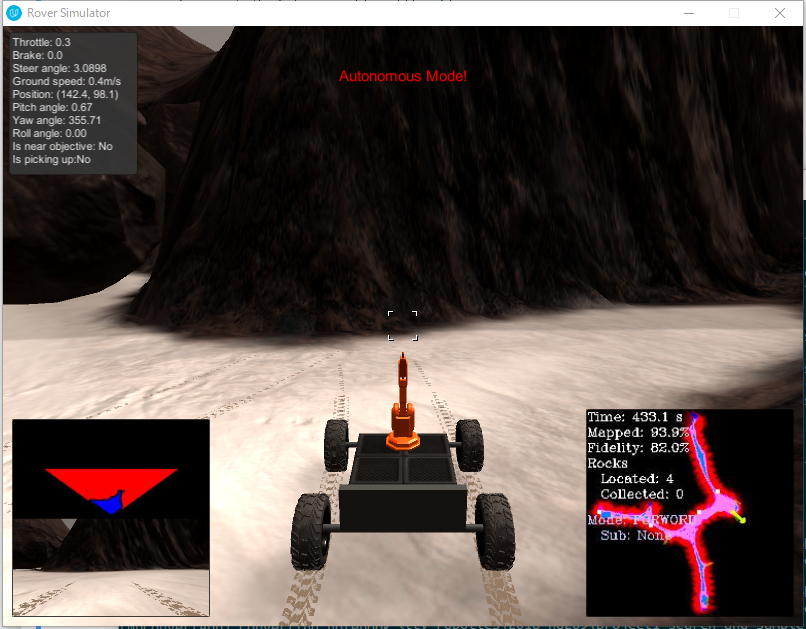 Rover Simulator
Throttle: 0.3
Brake: 0.0
Steer angle: 3.0898
Ground speed: 0.4m/s
Position: (142.4, 98.1)
Pitch angle: 0.67
Yaw angle: 355.71
Roll angle: 0.00
Is near objective: No
Is picking up:No
Autonomous Mode!
Time: 433.1 s
Mapped: 93.9%
Fidelity: 82.0%
Rocks
Located: 4
Collected: 0
Mode: FORWORD
Sub: None